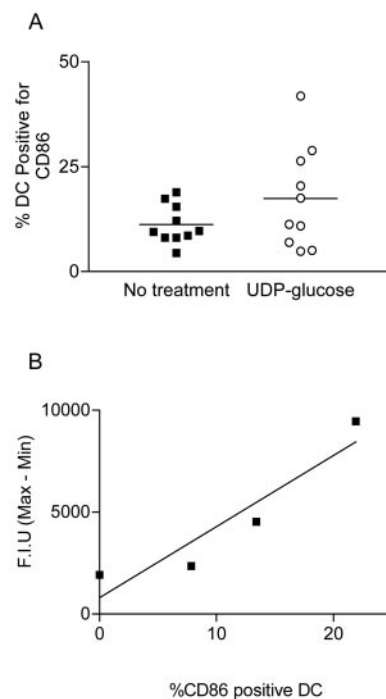 A
% DC Positive for
CD86
50
25
0
No treatment
UDP-glucose
B
F.I.U (Max - Min)
10000
5000
0
0
10
20
%CD86 positive DC